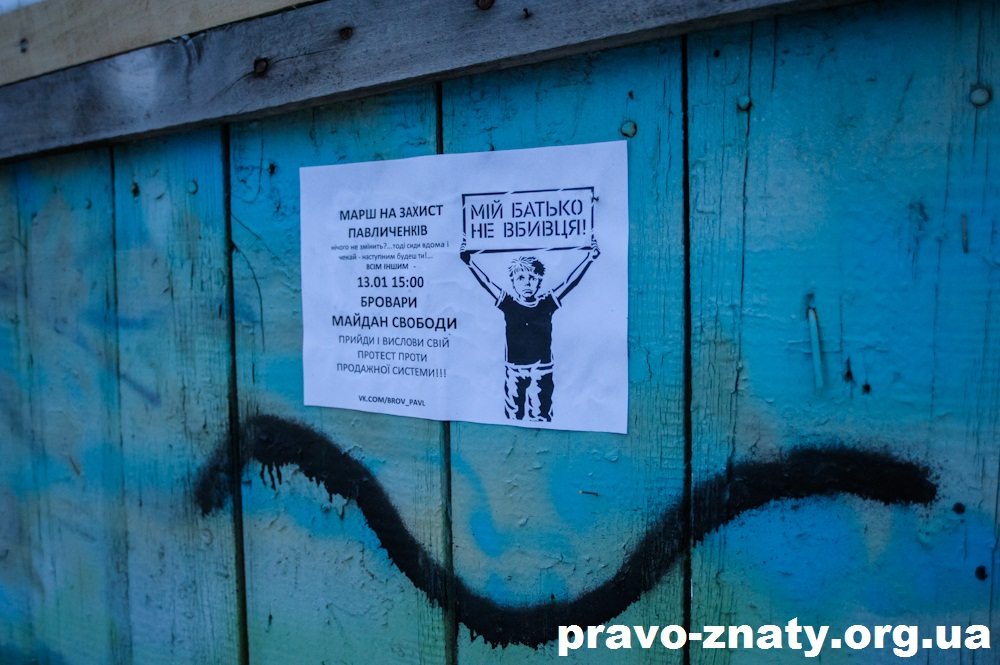 МАРШ НА ЗАХИСТ
ПАВЛИЧЕНКІВ
нічого не змінить?...тоді сиди вдома і
чекай - наступним будеш ти!...
ВСІМ ІНШИМ -
13.01 15:00
БРОВАРИ
МАЙДАН СВОБОДИ
ПРИЙДИ І ВИСЛОВИ СВІЙ
ПРОТЕСТ ПРОТИ
ПРОДАЖНОЇ СИСТЕМИ!!!
VK.COM/BROV_PAVL
МІЙ БАТЬКО
НЕ ВБИВЦЯ!
pravo-znaty.org.ua